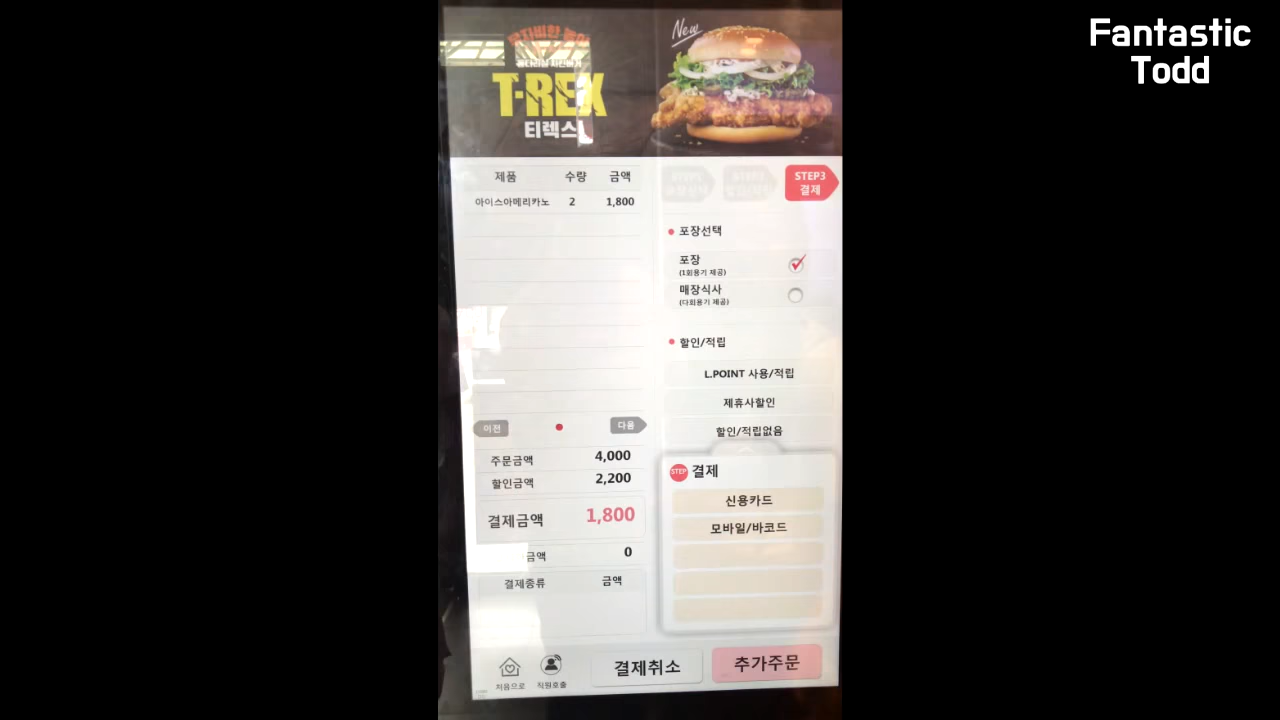 Fantastic
Todd
New
T-REX
티렉스
제품 수량 금액
아이스아메리카노 2 1,800
이전
다음
주문금액 4,000
할인금액 2,200
결제금액 1,800
금액 0
결제종류 금액
STEP3
결제
포장선택
포장
(1회용기 제공)
매장식사
(다회용기 제공)
할인/적립
L.POINT 사용/적립
제휴사할인
할인/적립없음
STEP 결제
신용카드
모바일/바코드
처음으로
직원호출
결제취소
추가주문